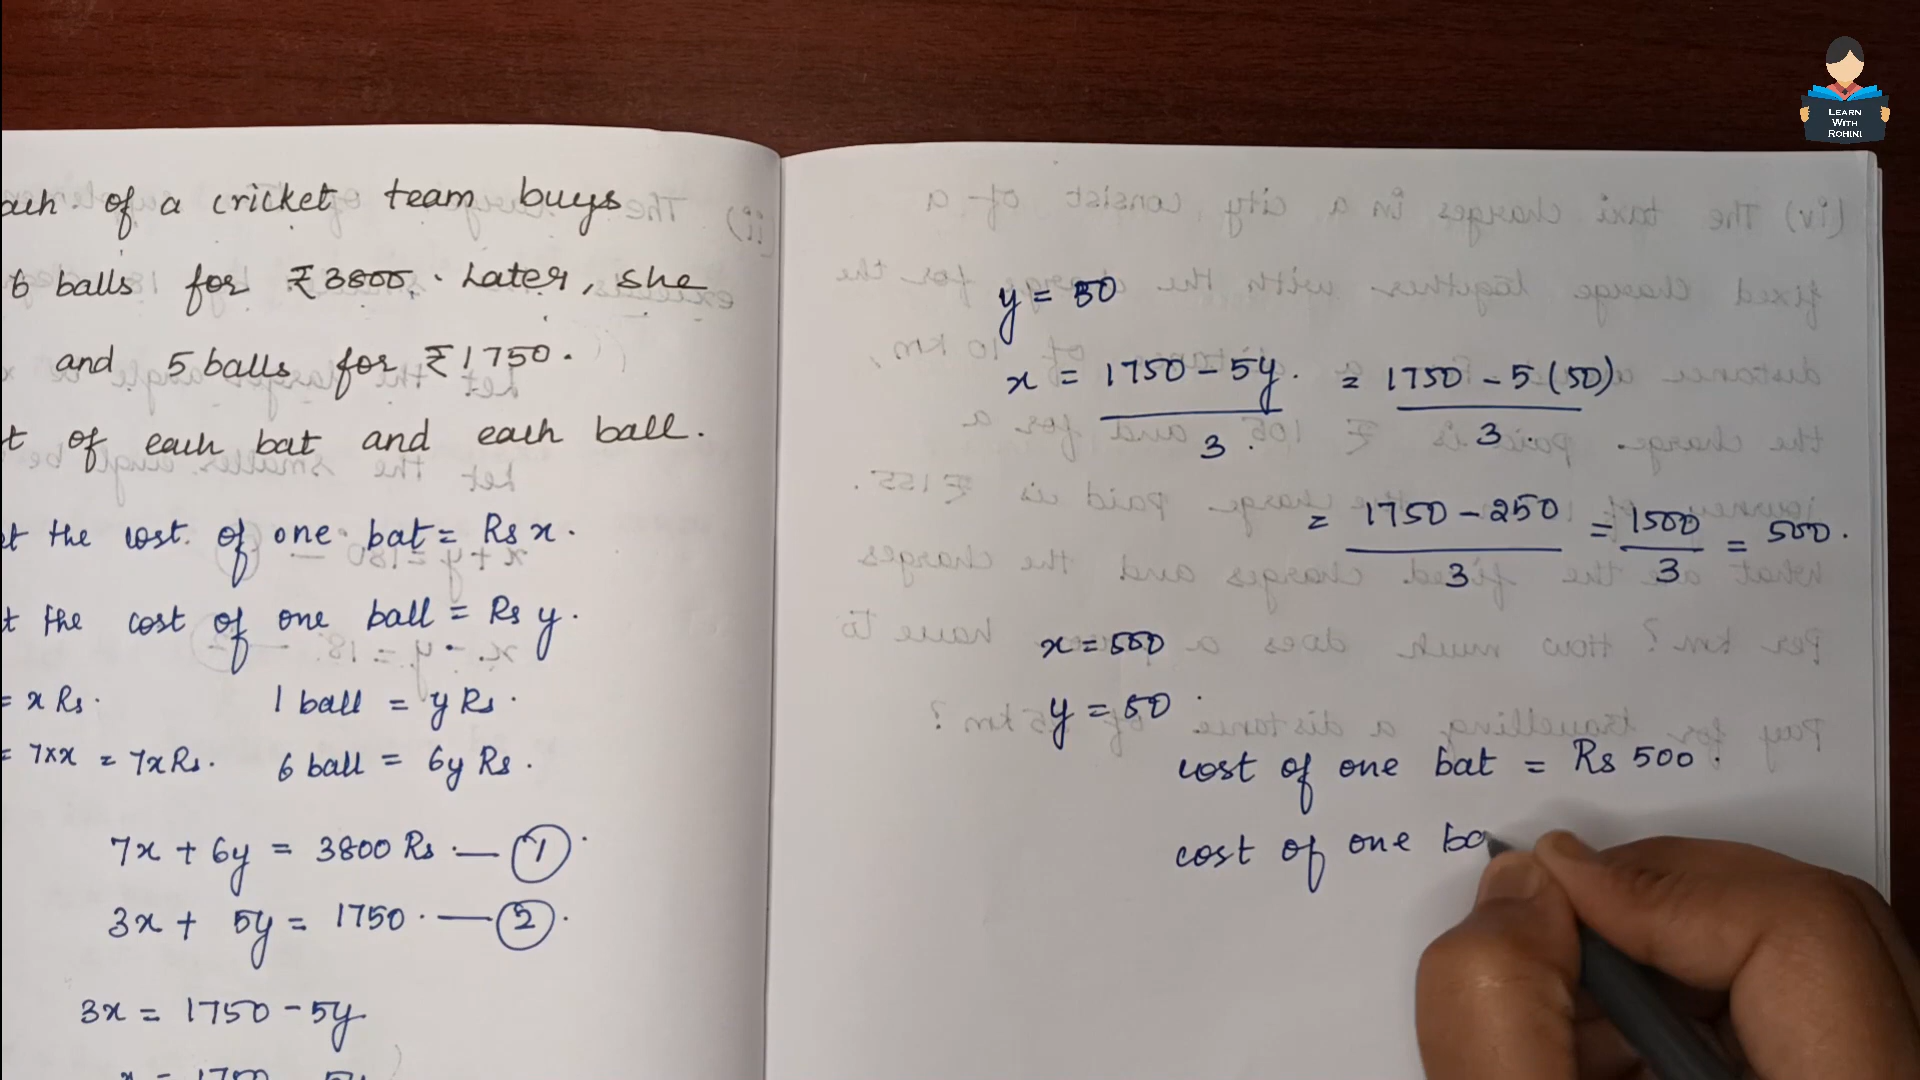 of a cricket team buys
6 balls for ₹3800. Later, she
and 5 balls for ₹1750.
of each bat and each ball.
the cost. of one bat = Rs x.
the cost of one ball = Rs y.
= x Rs. 1 ball = y Rs.
= 7×x = 7x Rs. 6 ball = 6y Rs.
7x + 6y = 3800 Rs. — ①
3x + 5y = 1750. — ②
3x = 1750 - 5y
y = 50
x = 1750 - 5y. = 1750 - 5 (50)
3. 3.
= 1750 - 250 = 1500 = 500.
3 3
x = 500
y = 50
cost of one bat = Rs 500.
cost of one
LEARN
WITH
ROHINI